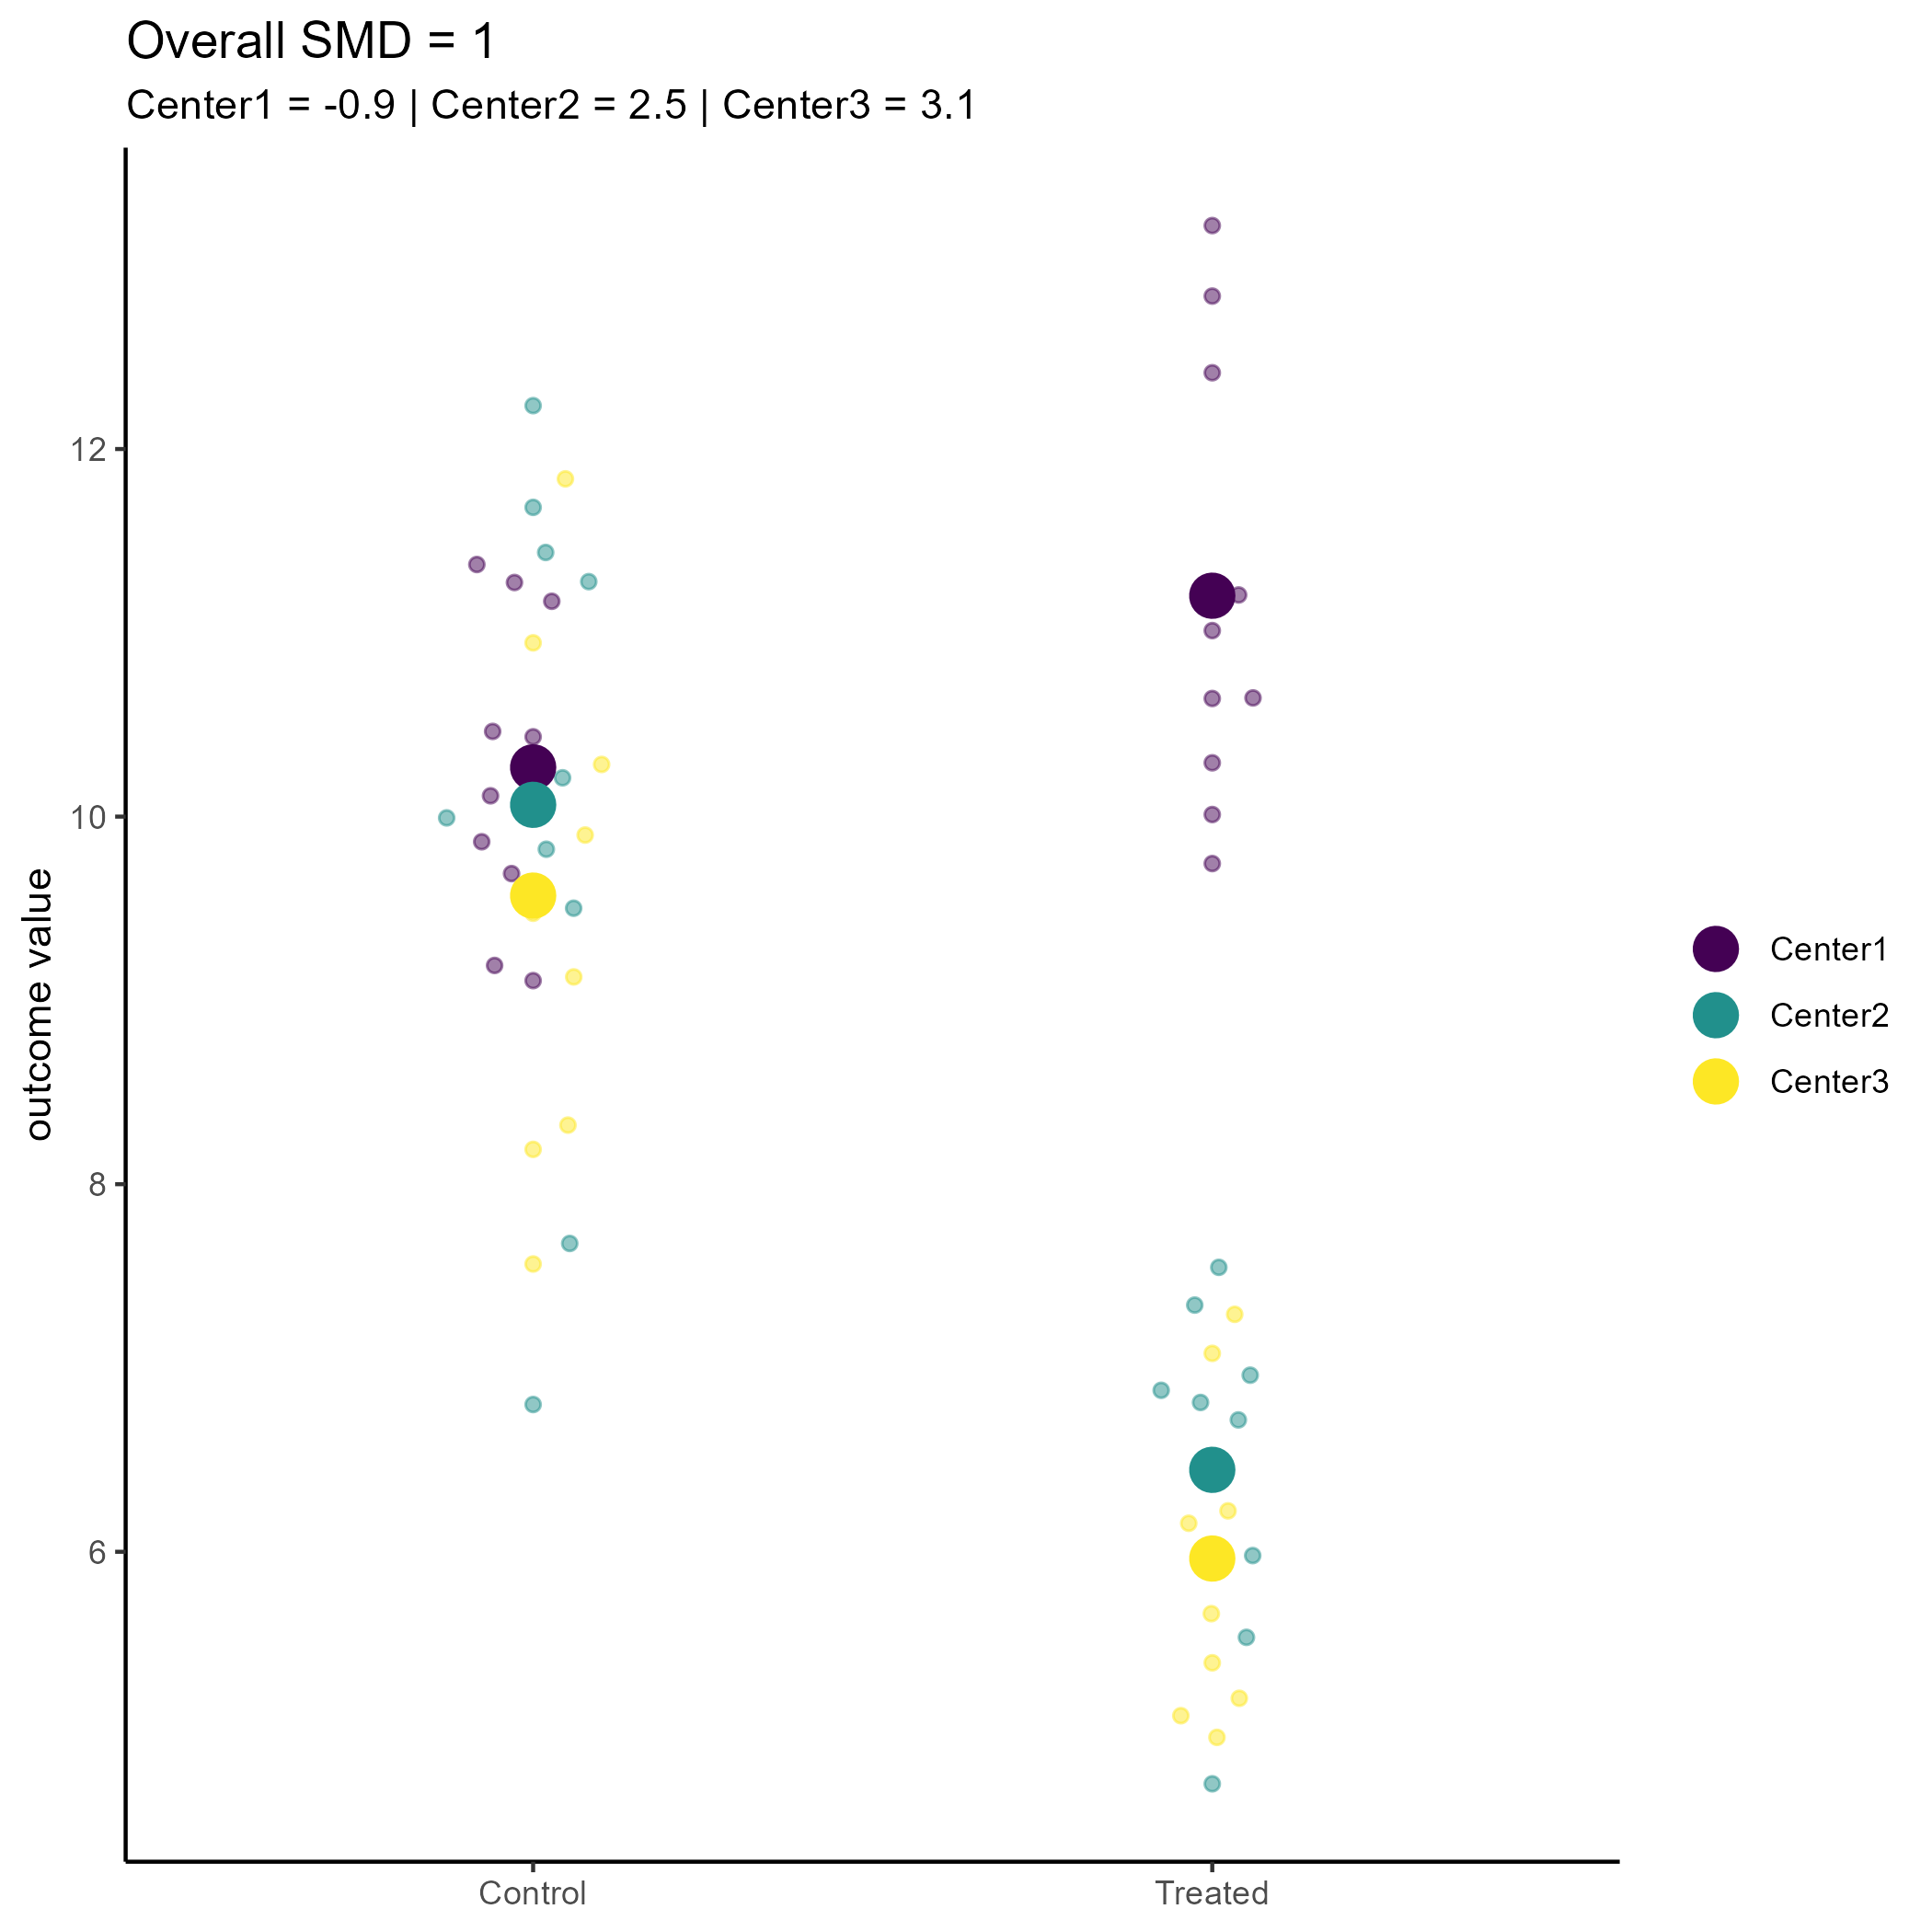 Overall SMD = 1
Center1 = -0.9 | Center2 = 2.5 | Center3 = 3.1
outcome value
12
10
8
6
Control
Treated
Center1
Center2
Center3